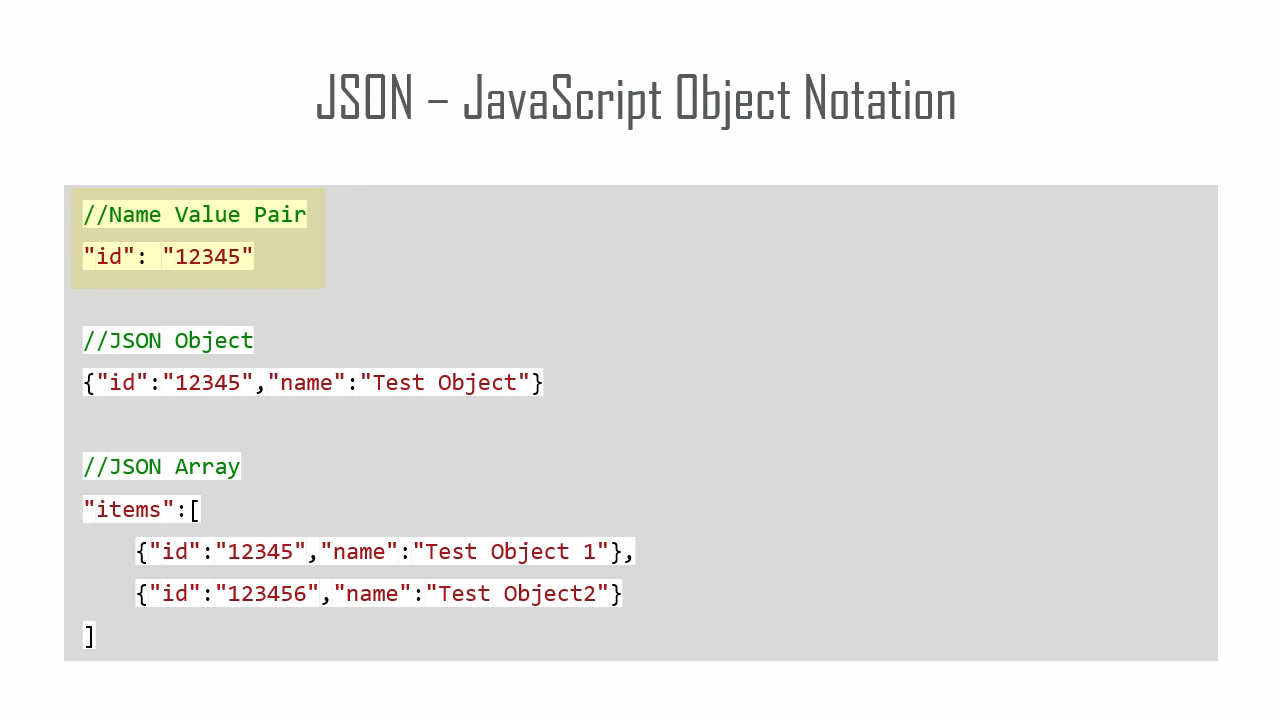 JSON – JavaScript Object Notation
//Name Value Pair
"id": "12345"
//JSON Object
{"id":"12345","name":"Test Object"}
//JSON Array
"items":[
    {"id":"12345","name":"Test Object 1"},
    {"id":"123456","name":"Test Object2"}
]